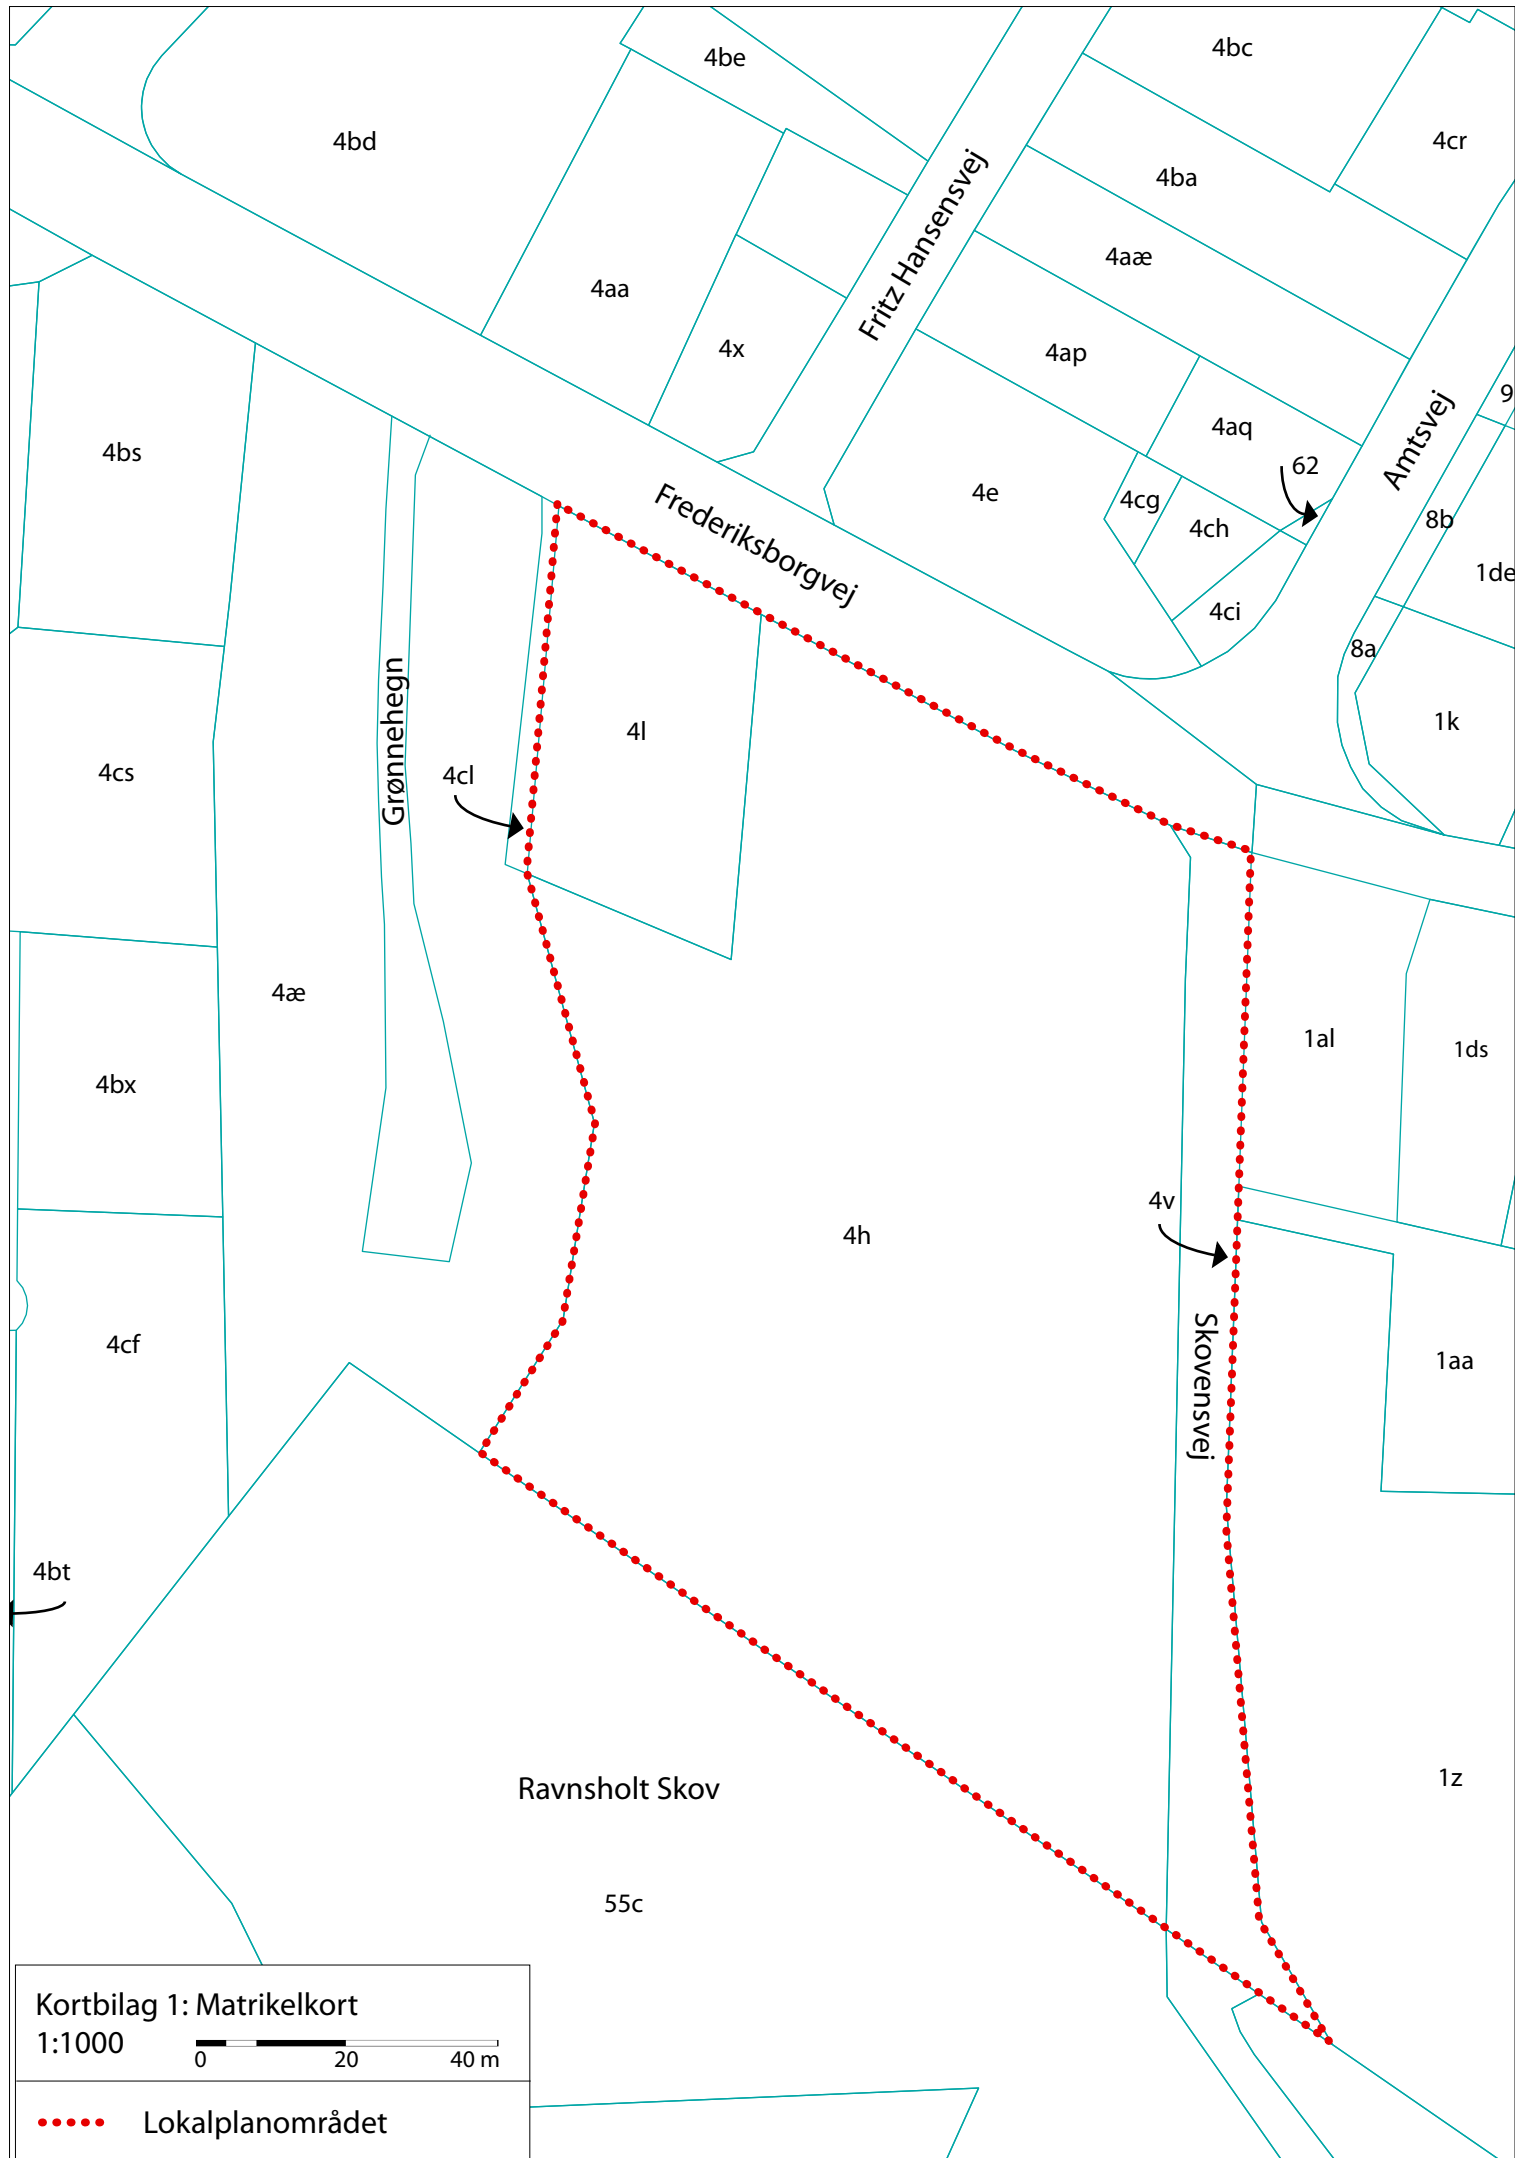 4be
4bc
4bd
4cr
4ba
Fritz Hansensvej
4aæ
4aa
4x
4ap
9
4bs
4aq
Amtsvej
62
4e
4cg
Frederiksborgvej
4ch
8b
1de
4ci
8a
4l
1k
Grønnehegn
4cs
4cl
4æ
1al
1ds
4bx
4v
4h
4cf
Skovensvej
1aa
4bt
Ravnsholt Skov
1z
55c
Kortbilag 1: Matrikelkort
1:1000
0 20 40 m
Lokalplanområdet